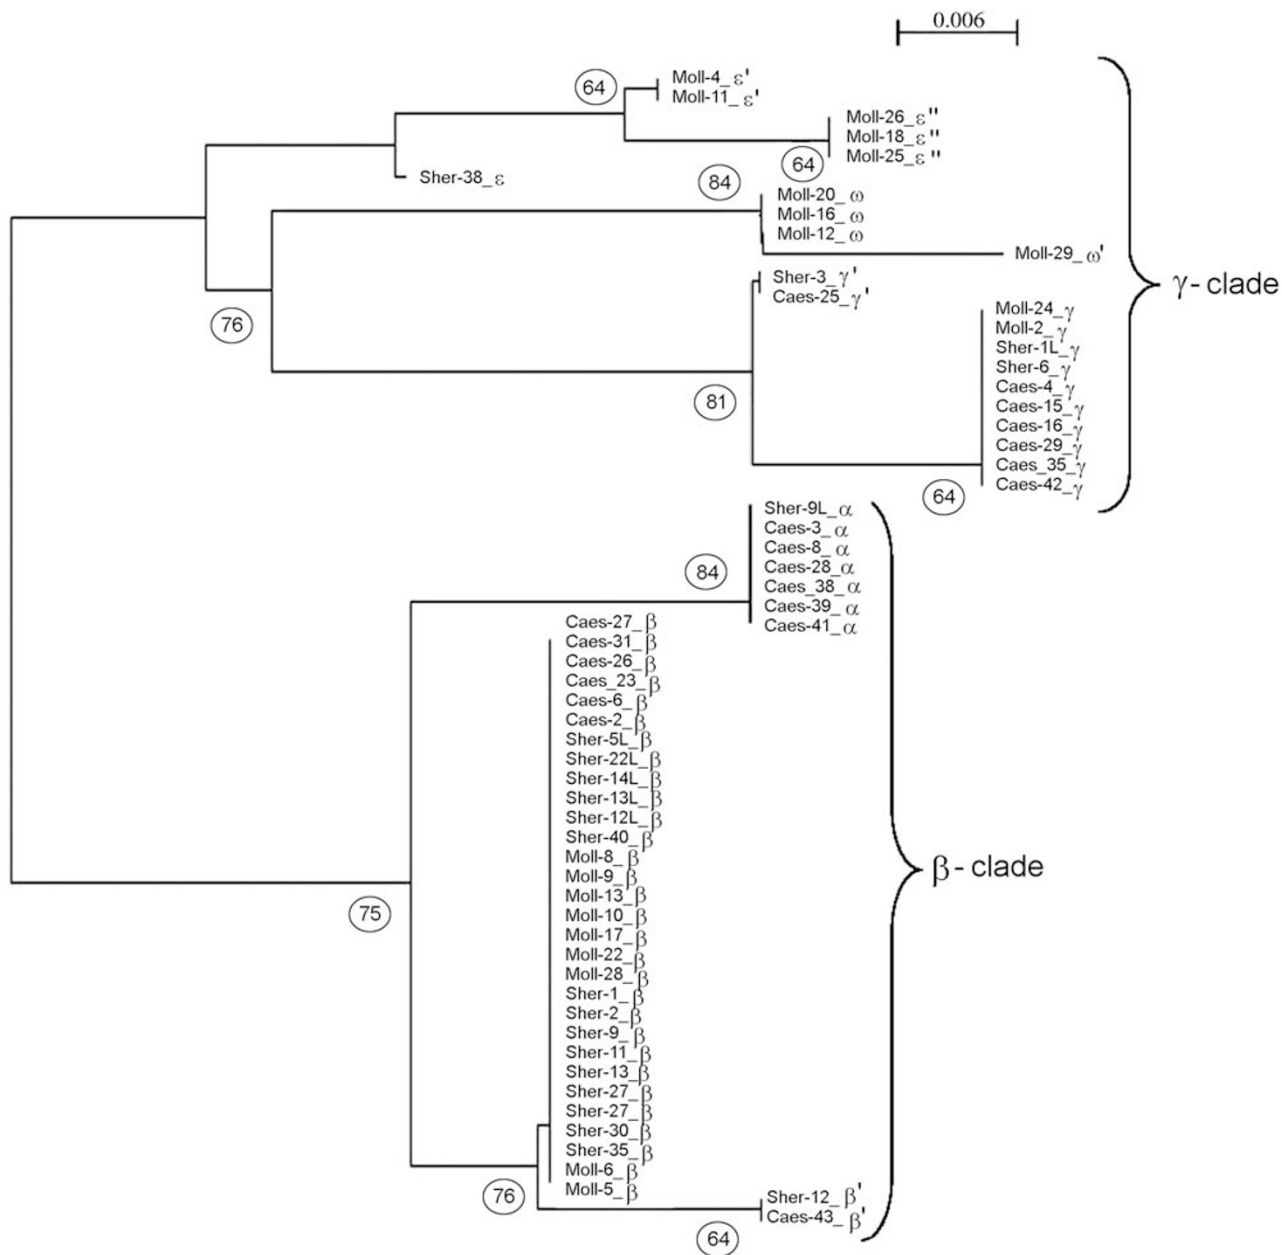 0.006
64
Moll-4_ε'
Moll-11_ε'
Moll-26_ε"
Moll-18_ε"
Moll-25_ε"
64
Sher-38_ε
84
Moll-20_ω
Moll-16_ω
Moll-12_ω
Moll-29_ω'
Sher-3_γ'
Caes-25_γ'
γ- clade
76
Moll-24_γ
Moll-2_γ
Sher-1L_γ
Sher-6_γ
Caes-4_γ
Caes-15_γ
Caes-16_γ
Caes-29_γ
Caes_35_γ
Caes-42_γ
81
64
Sher-9L_α
Caes-3_α
Caes-8_α
Caes-28_α
Caes_38_α
Caes-39_α
Caes-41_α
84
Caes-27_β
Caes-31_β
Caes-26_β
Caes_23_β
Caes-6_β
Caes-2_β
Sher-5L_β
Sher-22L_β
Sher-14L_β
Sher-13L_β
Sher-12L_β
Sher-40_β
Moll-8_β
Moll-9_β
Moll-13_β
Moll-10_β
Moll-17_β
Moll-22_β
Moll-28_β
Sher-1_β
Sher-2_β
Sher-9_β
Sher-11_β
Sher-13_β
Sher-27_β
Sher-27_β
Sher-30_β
Sher-35_β
Moll-6_β
Moll-5_β
β- clade
75
76
Sher-12_β'
Caes-43_β'
64